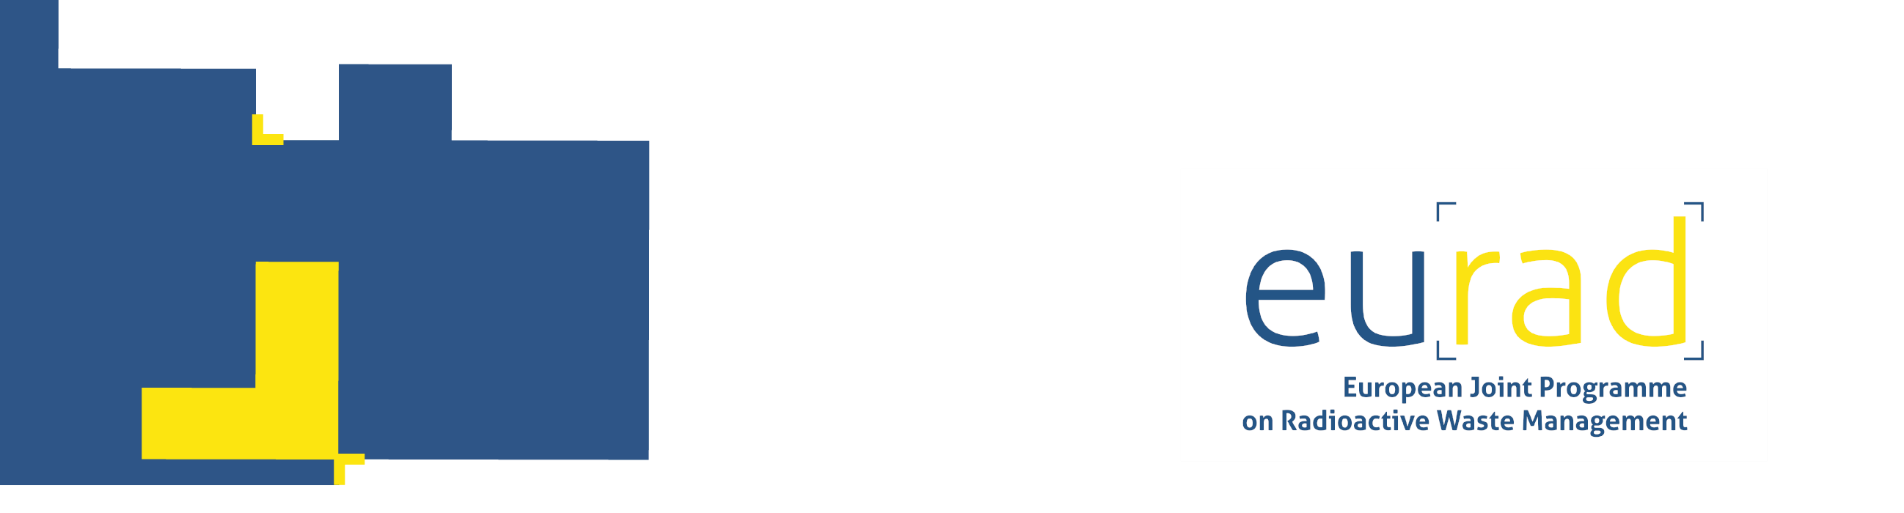 eurad
European Joint Programme
on Radioactive Waste Management